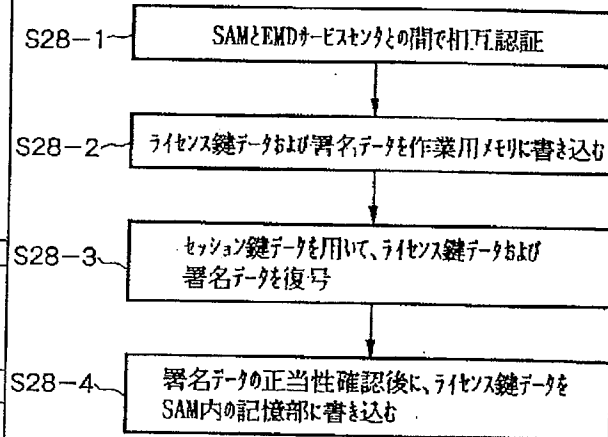 S28-1
SAMとEMDサービスセンタとの間で相互認証
S28-2
ライセンス鍵データおよび署名データを作業用メモリに書き込む
S28-3
セッション鍵データを用いて、ライセンス鍵データおよび
署名データを復号
S28-4
署名データの正当性確認後に、ライセンス鍵データを
SAM内の記憶部に書き込む